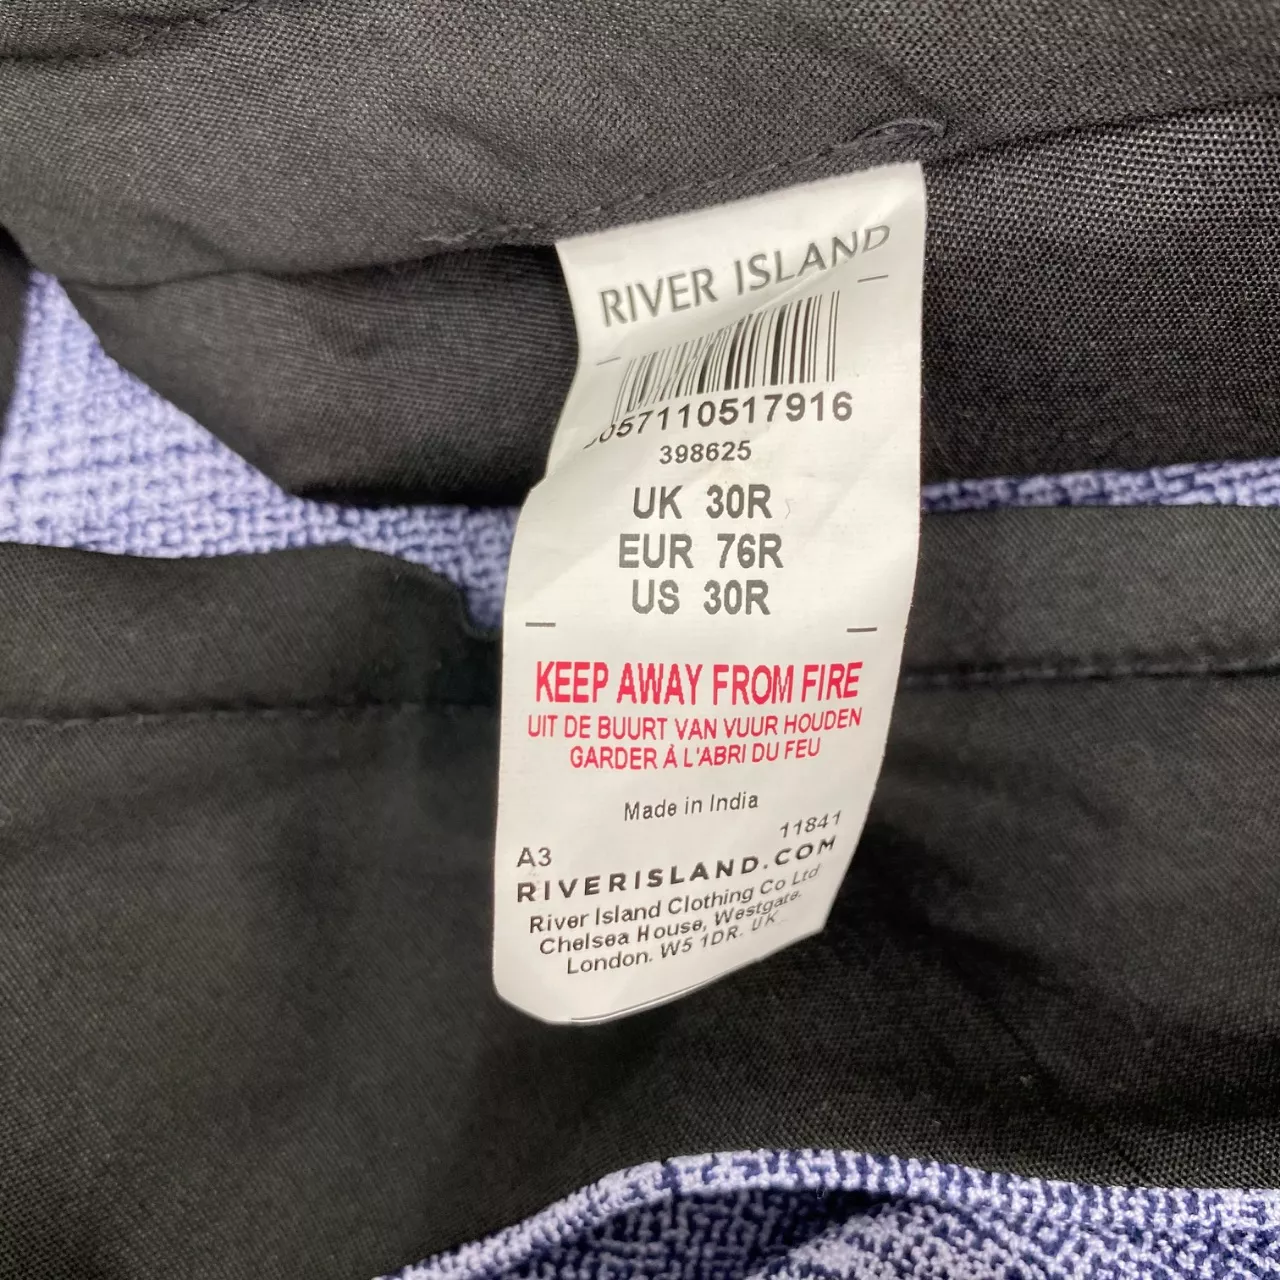 RIVER ISLAND
5057110517916
398625
UK 30R
EUR 76R
US 30R
KEEP AWAY FROM FIRE
UIT DE BUURT VAN VUUR HOUDEN
GARDER À L'ABRI DU FEU
Made in India
11841
A3
RIVERISLAND.COM
River Island Clothing Co Ltd
Chelsea House, Westgate.
London. W5 1DR. UK